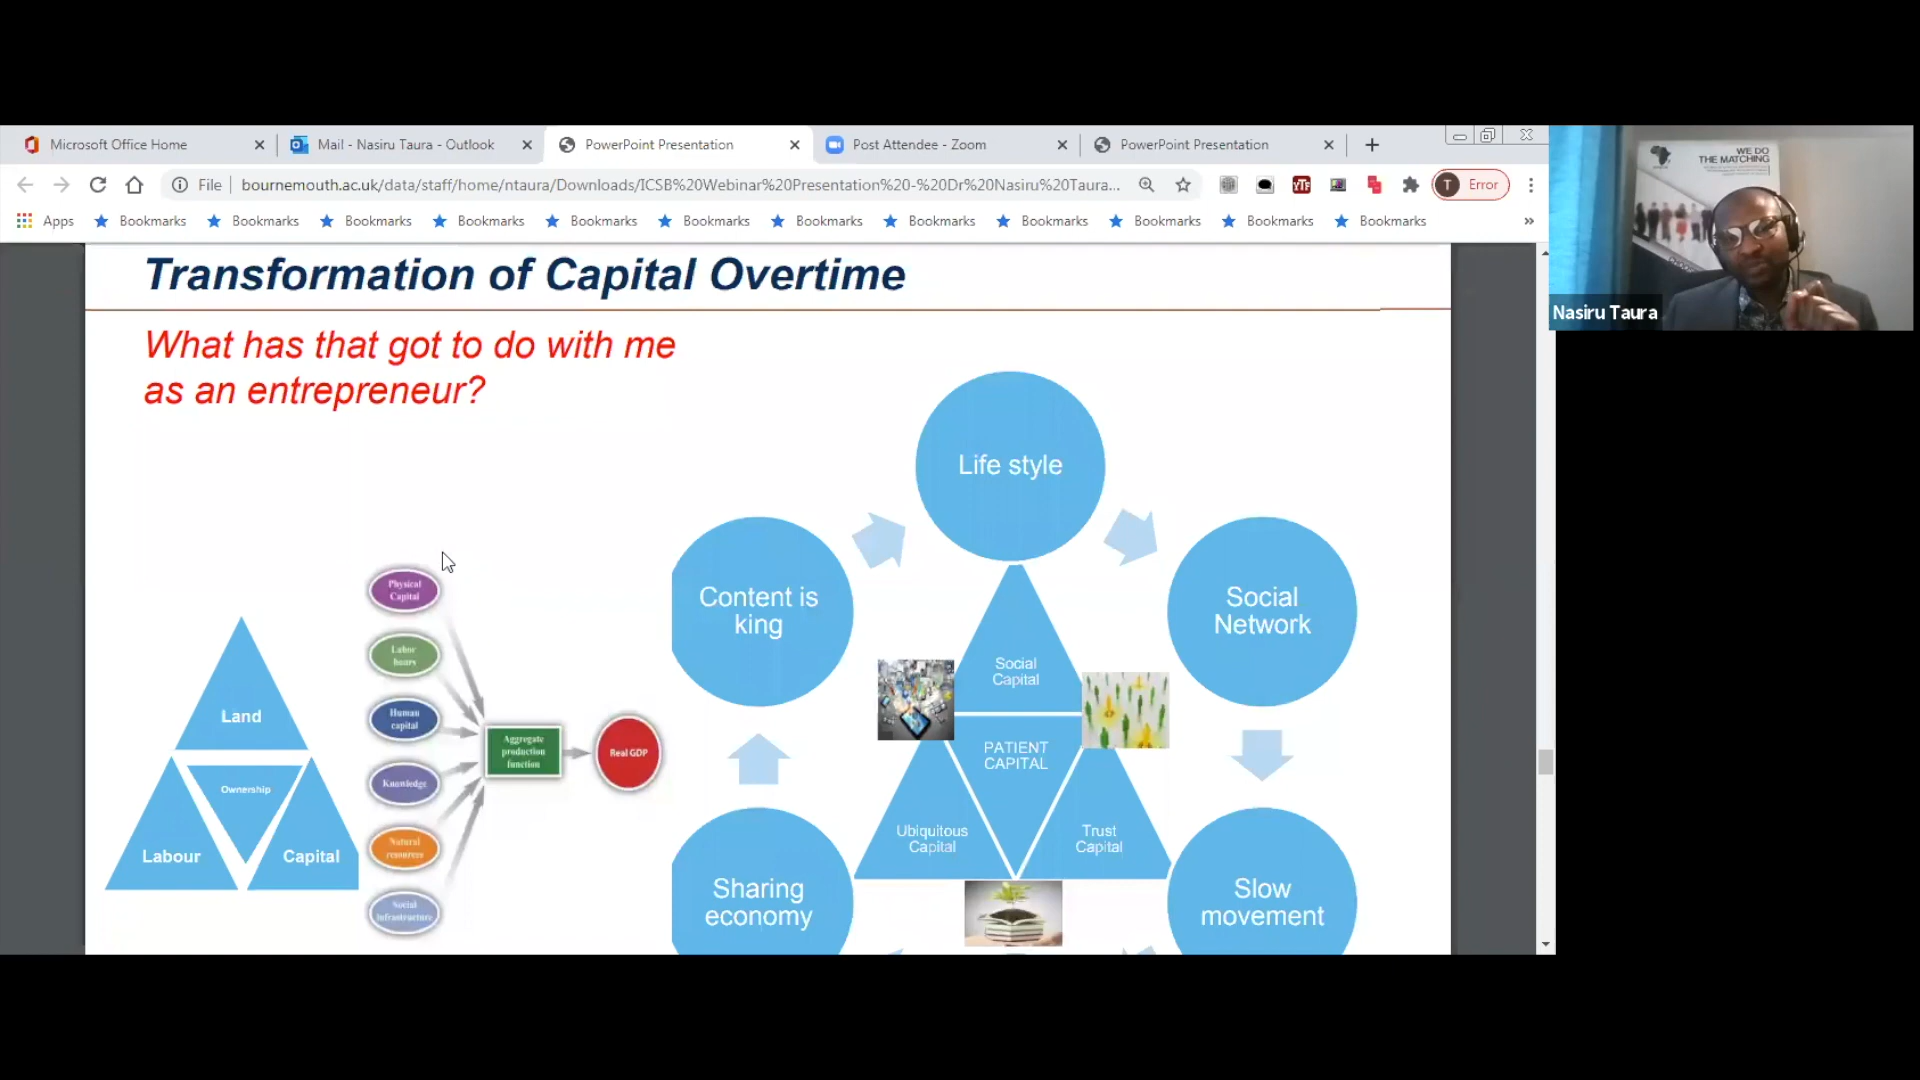 Microsoft Office Home
Mail - Nasiru Taura - Outlook
PowerPoint Presentation
Post Attendee - Zoom
PowerPoint Presentation
File
bournemouth.ac.uk/data/staff/home/ntaura/Downloads/ICSB%20Webinar%20Presentation%20-%20Dr%20Nasiru%20Taura...
YTF
T Error
Apps
Bookmarks
Bookmarks
Bookmarks
Bookmarks
Bookmarks
Bookmarks
Bookmarks
Bookmarks
Bookmarks
Bookmarks
Bookmarks
Bookmarks
»
WE DO
THE MATCHING
Nasiru Taura
Transformation of Capital Overtime
What has that got to do with me
as an entrepreneur?
Land
Ownership
Labour
Capital
Physical
Capital
Labor
hours
Human
capital
Knowledge
Natural
resources
Social
infrastructure
Aggregate
production
function
Real GDP
Life style
Content is
king
Social
Network
Social
Capital
PATIENT
CAPITAL
Ubiquitous
Capital
Trust
Capital
Sharing
economy
Slow
movement